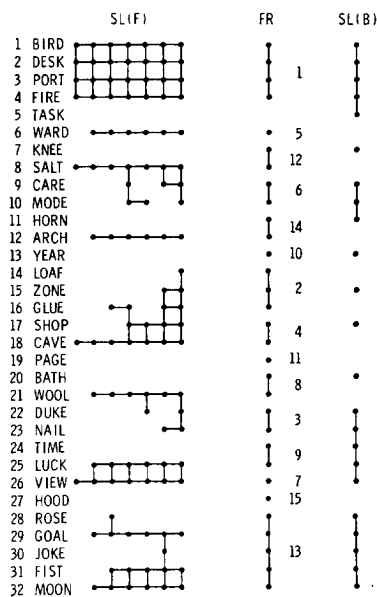 SL(F) FR SL(B)
1 BIRD
2 DESK
1
3 PORT
4 FIRE
5 TASK
6 WARD 5
7 KNEE
12
8 SALT
9 CARE
6
10 MODE
11 HORN
14
12 ARCH
13 YEAR 10
14 LOAF
15 ZONE 2
16 GLUE
17 SHOP
4
18 CAVE
19 PAGE 11
20 BATH
8
21 WOOL
22 DUKE
3
23 NAIL
24 TIME
9
25 LUCK
26 VIEW 7
27 HOOD 15
28 ROSE
29 GOAL
30 JOKE 13
31 FIST
32 MOON